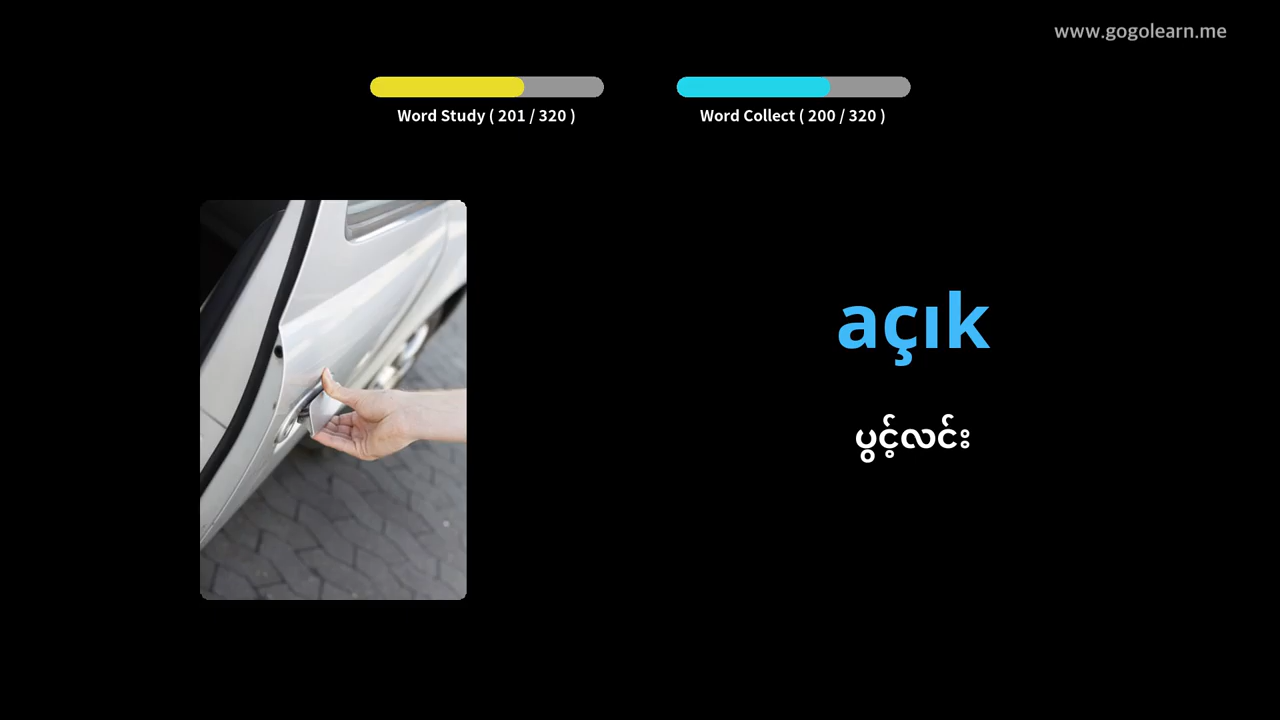 www.gogolearn.me
Word Study ( 201 / 320 )
Word Collect ( 200 / 320 )
açık
ပွင့်လင်း